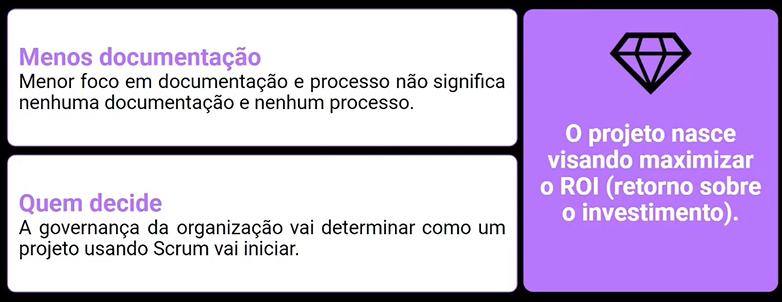 Menos documentação
Menor foco em documentação e processo não significa
nenhuma documentação e nenhum processo.
Quem decide
A governança da organização vai determinar como um
projeto usando Scrum vai iniciar.
O projeto nasce
visando maximizar
o ROI (retorno sobre
o investimento).